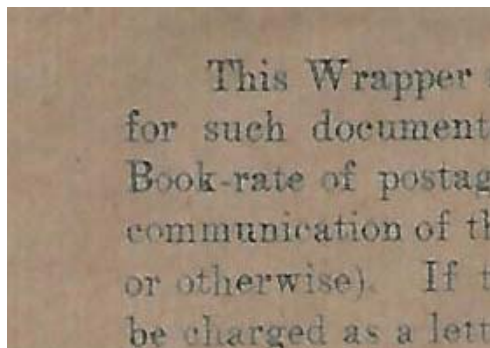 This Wrapper
for such document
Book-rate of postag
communication of th
or otherwise). If t
be charged as a lett